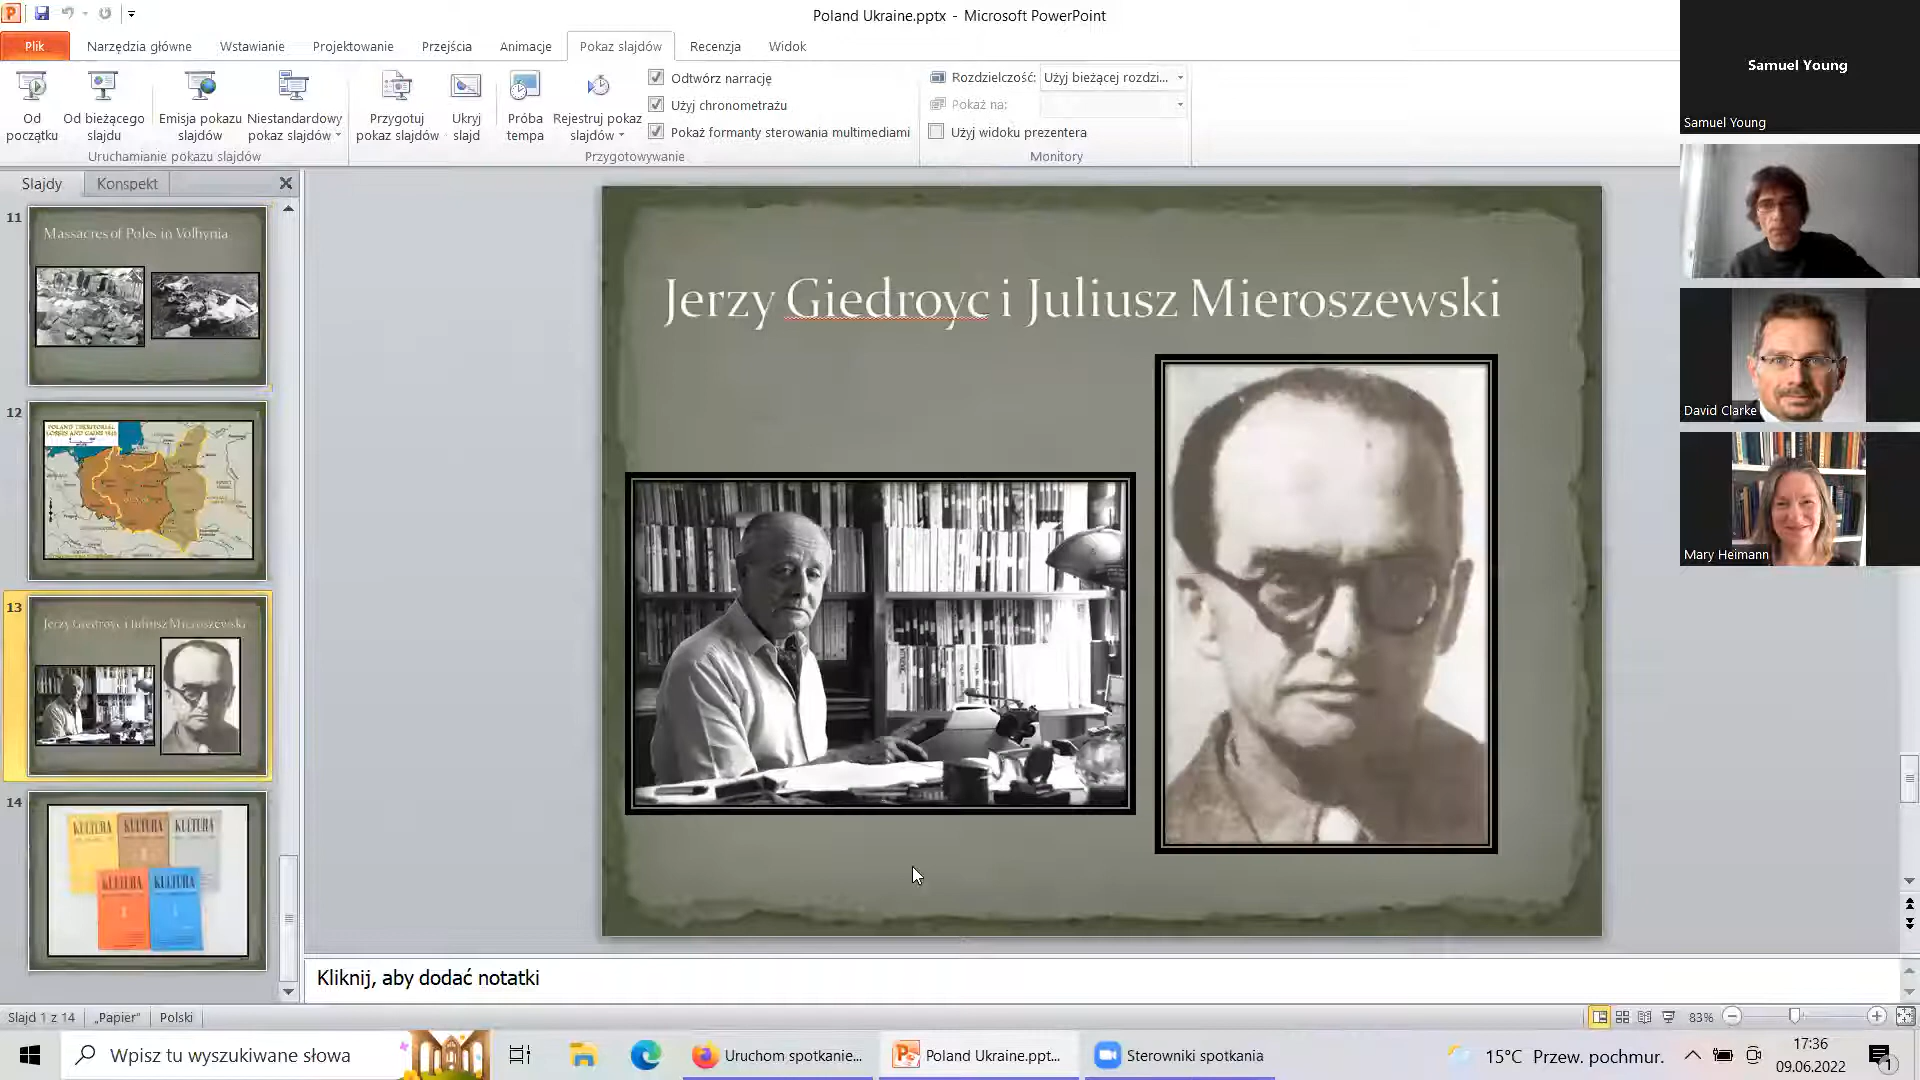 Poland Ukraine.pptx - Microsoft PowerPoint
Plik
Narzędzia główne
Wstawianie
Projektowanie
Przejścia
Animacje
Pokaz slajdów
Recenzja
Widok
Od początku
Od bieżącego slajdu
Emisja pokazu slajdów
Niestandardowy pokaz slajdów
Uruchamianie pokazu slajdów
Przygotuj pokaz slajdów
Ukryj slajd
Próba tempa
Rejestruj pokaz slajdów
Odtwórz narrację
Użyj chronometrażu
Pokaż formanty sterowania multimediami
Przygotowywanie
Rozdzielczość:
Użyj bieżącej rozdzi...
Pokaż na:
Użyj widoku prezentera
Monitory
Samuel Young
Samuel Young
David Clarke
Mary Heimann
Slajdy
Konspekt
11
Massacres of Poles in Volhynia
12
POLAND TERRITORIAL
LOSSES AND GAINS 1945
13
Jerzy Giedroyc i Juliusz Mieroszewski
14
KULTURA
KULTURA
KULTURA
KULTURA
KULTURA
Jerzy Giedroyc i Juliusz Mieroszewski
Kliknij, aby dodać notatki
Slajd 1 z 14
„Papier"
Polski
83%
Wpisz tu wyszukiwane słowa
Uruchom spotkanie...
Poland Ukraine.ppt...
Sterowniki spotkania
15°C Przew. pochmur.
17:36
09.06.2022
1